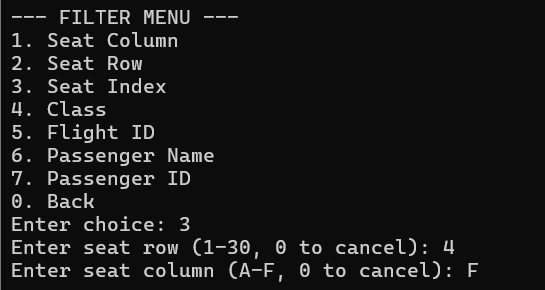 --- FILTER MENU ---
1. Seat Column
2. Seat Row
3. Seat Index
4. Class
5. Flight ID
6. Passenger Name
7. Passenger ID
0. Back
Enter choice: 3
Enter seat row (1-30, 0 to cancel): 4
Enter seat column (A-F, 0 to cancel): F